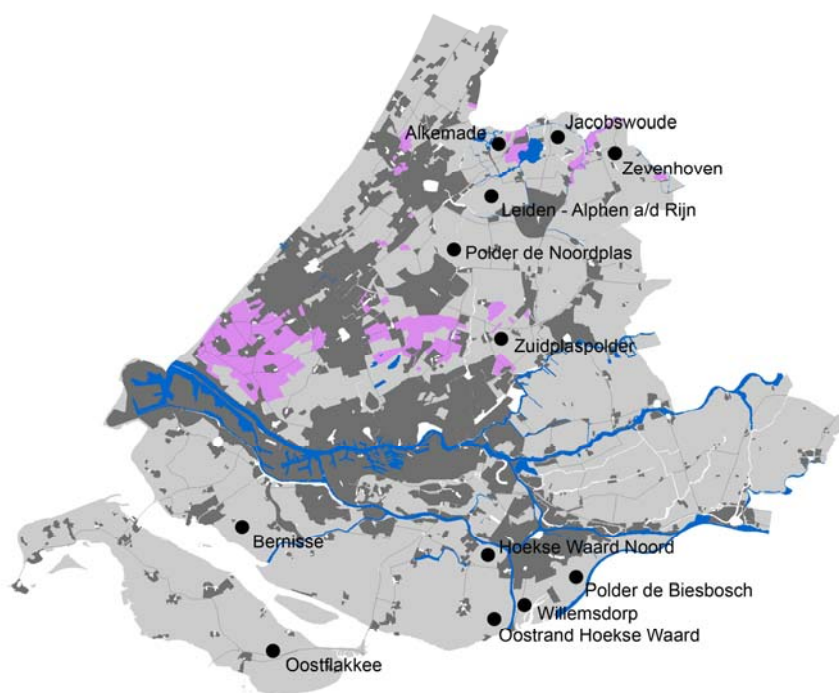 Alkemade
Jacobswoude
Zevenhoven
Leiden - Alphen a/d Rijn
Polder de Noordplas
Zuidplaspolder
Bernisse
Hoekse Waard Noord
Polder de Biesbosch
Willemsdorp
Oostrand Hoekse Waard
Oostflakkee